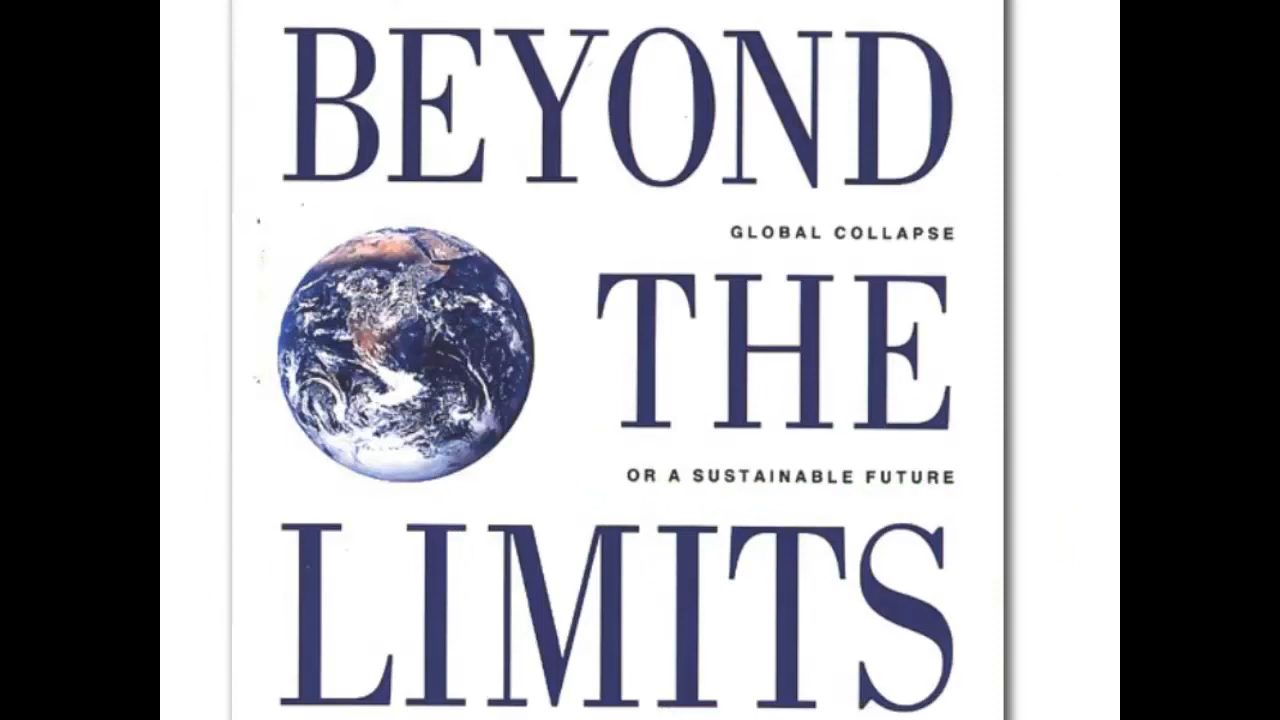 BEYOND
GLOBAL COLLAPSE
THE
OR A SUSTAINABLE FUTURE
LIMITS